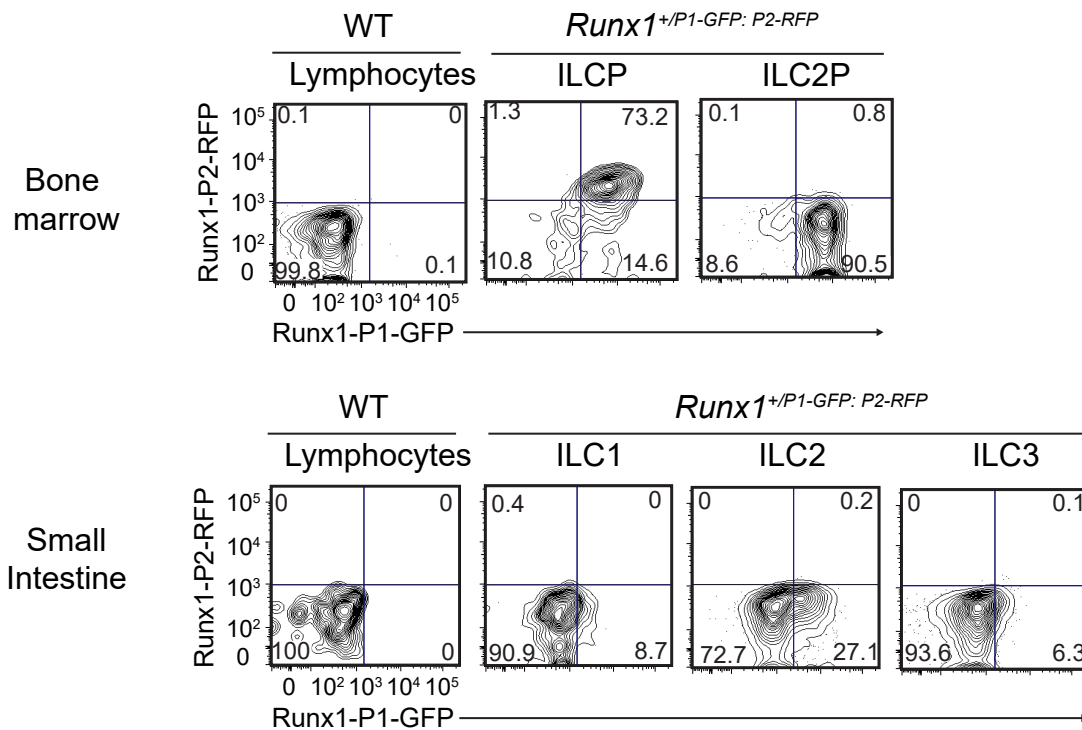 WT
Runx1+/P1-GFP: P2-RFP
Lymphocytes
ILCP
ILC2P
Bone
marrow
Runx1-P2-RFP
10⁵
10⁴
10³
10²
0
0.1
0
99.8
0.1
1.3
73.2
10.8
14.6
0.1
0.8
8.6
90.5
0 10² 10³ 10⁴ 10⁵
Runx1-P1-GFP
WT
Runx1+/P1-GFP: P2-RFP
Lymphocytes
ILC1
ILC2
ILC3
Small
Intestine
Runx1-P2-RFP
10⁵
10⁴
10³
10²
0
0
0
100
0
0.4
0
90.9
8.7
0
0.2
72.7
27.1
0
0.1
93.6
6.3
0 10² 10³ 10⁴ 10⁵
Runx1-P1-GFP